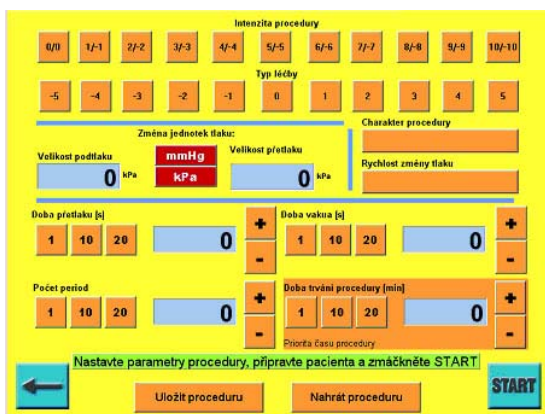 Intenzita procedury
0/0 1/-1 2/-2 3/-3 4/-4 5/-5 6/-6 7/-7 8/-8 9/-9 10/-10
Typ léčby
-5 -4 -3 -2 -1 0 1 2 3 4 5
Změna jednotek tlaku:
Charakter procedury
Velikost podtlaku
mmHg
Velikost přetlaku
0 kPa
kPa
0 kPa
Rychlost změny tlaku
Doba přetlaku [s]
1 10 20 0 + -
Doba vakua [s]
1 10 20 0 + -
Počet period
1 10 20 0 + -
Doba trvání procedury [min]
1 10 20 0 + -
Priorita času procedury
Nastavte parametry procedury, připravte pacienta a zmáčkněte START
Uložit proceduru
Nahrát proceduru
START